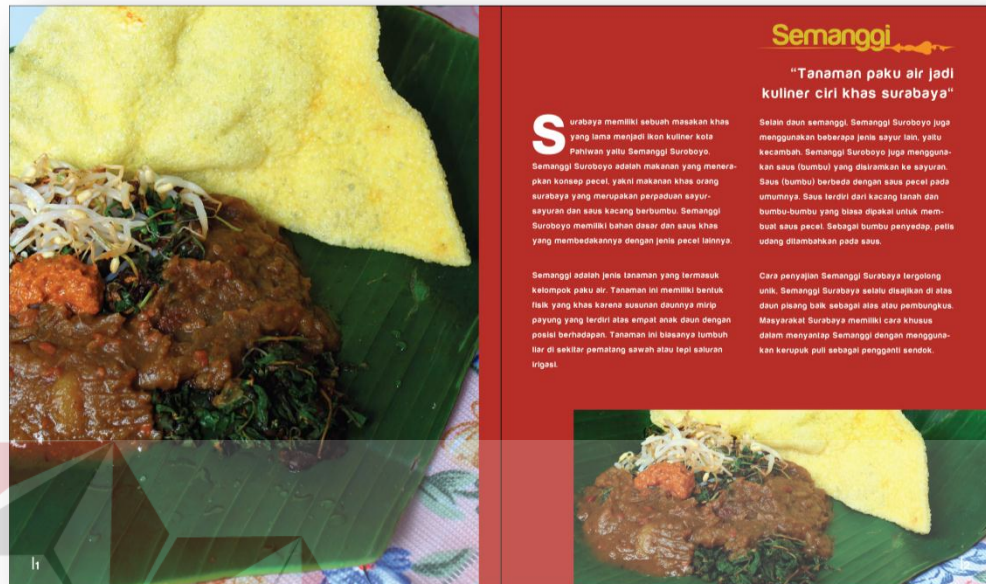 Semanggi
“Tanaman paku air jadi
kuliner ciri khas surabaya“
Surabaya memiliki sebuah masakan khas
yang lama menjadi ikon kuliner kota
Pahlwan yaitu Semanggi Suroboyo.
Semanggi Suroboyo adalah makanan yang menera-
pkan konsep pecel, yakni makanan khas orang
surabaya yang merupakan perpaduan sayur-
sayuran dan saus kacang berbumbu. Semanggi
Suroboyo memiliki bahan dasar dan saus khas
yang membedakannya dengan jenis pecel lainnya.
Semanggi adalah jenis tanaman yang termasuk
kelompok paku air. Tanaman ini memiliki bentuk
fisik yang khas karena susunan daunnya mirip
payung yang terdiri atas empat anak daun dengan
posisi berhadapan. Tanaman ini biasanya tumbuh
liar di sekitar pematang sawah atau tepi saluran
irigasi.
Selain daun semanggi, Semanggi Suroboyo juga
menggunakan beberapa jenis sayur lain, yaitu
kecambah. Semanggi Suroboyo juga mengguna-
kan saus (bumbu) yang disiramkan ke sayuran.
Saus (bumbu) berbeda dengan saus pecel pada
umumnya. Saus terdiri dari kacang tanah dan
bumbu-bumbu yang biasa dipakai untuk mem-
buat saus pecel. Sebagai bumbu penyedap, petis
udang ditambahkan pada saus.
Cara penyajian Semanggi Surabaya tergolong
unik, Semanggi Surabaya selalu disajikan di atas
daun pisang baik sebagai alas atau pembungkus.
Masyarakat Surabaya memiliki cara khusus
dalam menyantap Semanggi dengan mengguna-
kan kerupuk puli sebagai pengganti sendok.
1